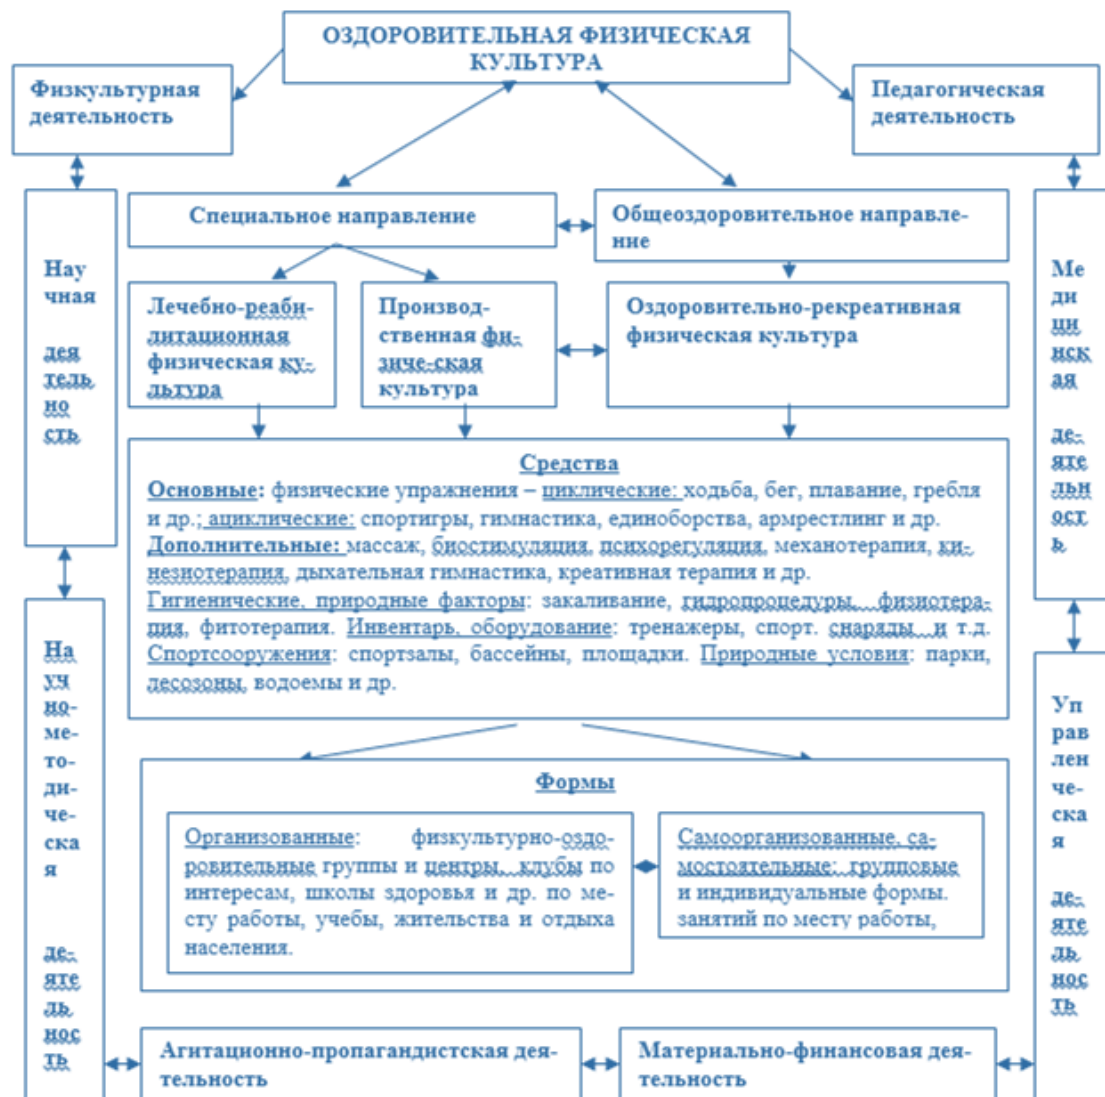 ОЗДОРОВИТЕЛЬНАЯ ФИЗИЧЕСКАЯ
КУЛЬТУРА
Физкультурная
деятельность
Педагогическая
деятельность
Специальное направление
Общеоздоровительное направле-
ние
Нау
чная
дея
тель
но
сть
Ме
ди
ци
нск
ая
де-
яте
льн
ост
ь
Лечебно-реаби-
литационная
физическая ку-
льтура
Производ-
ственная фи-
зиче-ская
культура
Оздоровительно-рекреативная
физическая культура
Средства
Основные: физические упражнения – циклические: ходьба, бег, плавание, гребля
и др.; ациклические: спортигры, гимнастика, единоборства, армрестлинг и др.
Дополнительные: массаж, биостимуляция, психорегуляция, механотерапия, ки-
незиотерапия, дыхательная гимнастика, креативная терапия и др.
Гигиенические, природные факторы: закаливание, гидропроцедуры, физиотера-
пия, фитотерапия. Инвентарь, оборудование: тренажеры, спорт. снаряды и т.д.
Спортсооружения: спортзалы, бассейны, площадки. Природные условия: парки,
лесозоны, водоемы и др.
На
уч
но-
ме-
то-
ди-
че-
ска
я
де-
яте
ль
нос
ть
Уп
рав
лен
че-
ска
я
де-
яте
ль
нос
ть
Формы
Организованные: физкультурно-оздо-
ровительные группы и центры, клубы по
интересам, школы здоровья и др. по ме-
сту работы, учебы, жительства и отдыха
населения.
Самоорганизованные, са-
мостоятельные: групповые
и индивидуальные формы.
занятий по месту работы,
Агитационно-пропагандистская дея-
тельность
Материально-финансовая дея-
тельность